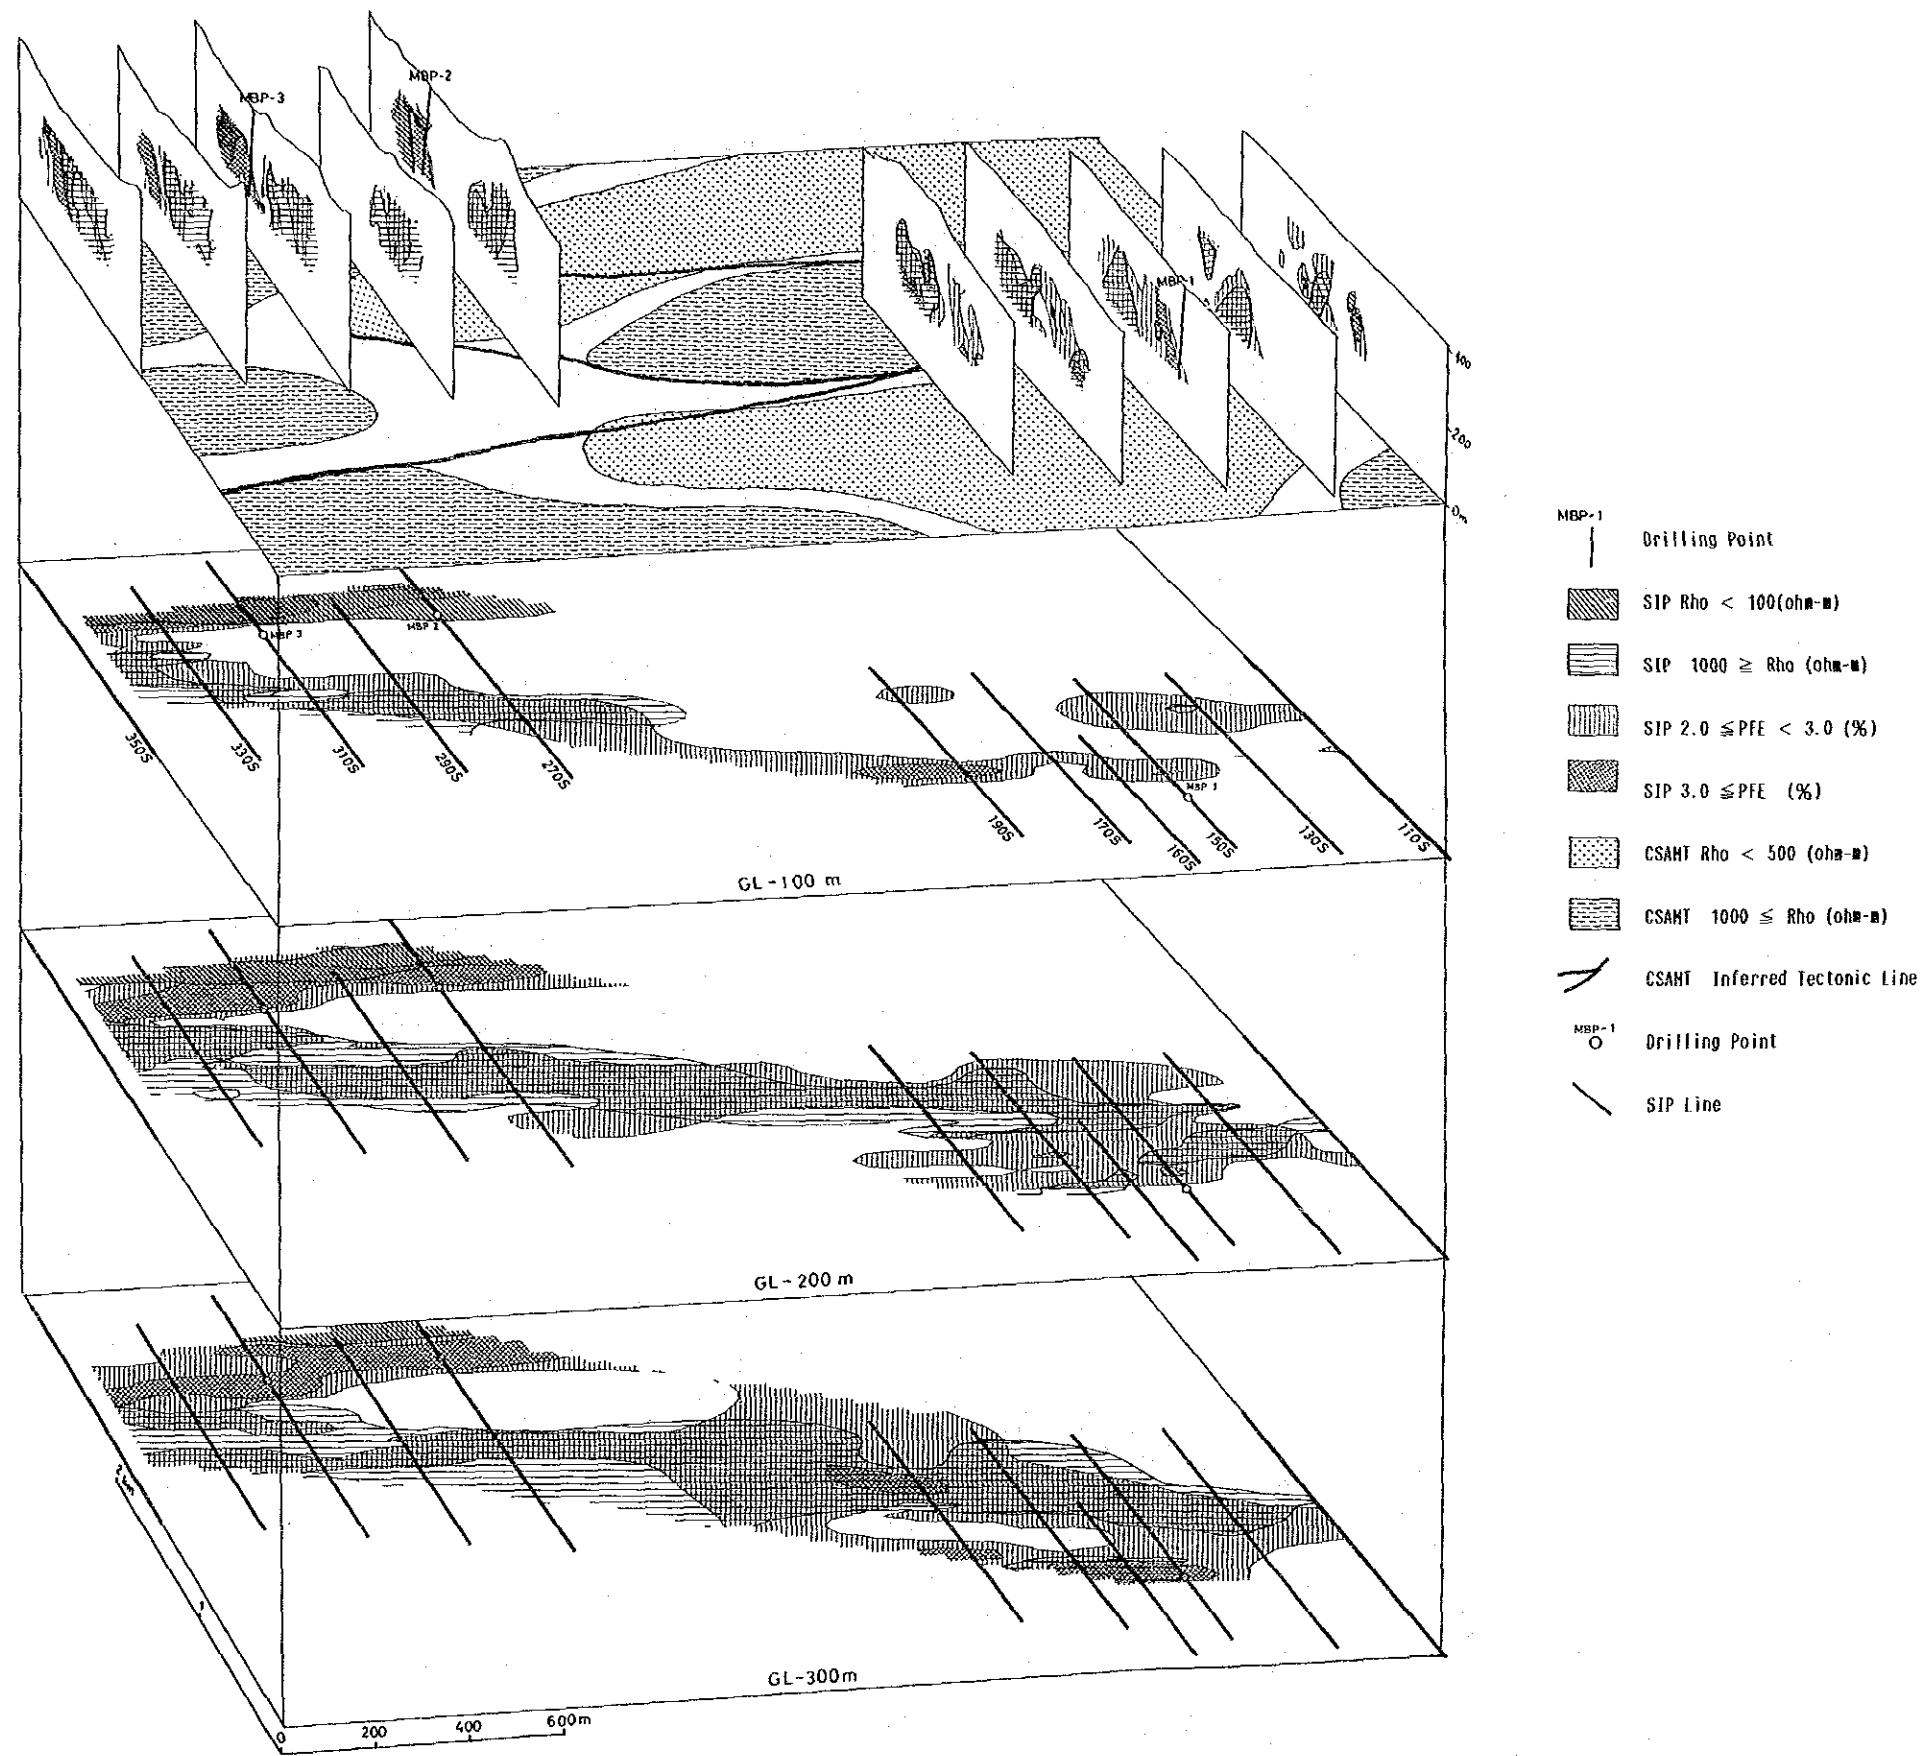 MBP-2
MBP-3
MBP-1
400
200
0m
MBP 3
MBP 2
MBP 1
350S
330S
310S
290S
270S
190S
170S
160S
150S
130S
110S
GL-100 m
GL-200 m
GL-300m
1
0
200
400
600m
MBP-1
Drilling Point
SIP Rho < 100(ohm-m)
SIP 1000 ≥ Rho (ohm-m)
SIP 2.0 ≦PFE < 3.0 (%)
SIP 3.0 ≦PFE (%)
CSAMT Rho < 500 (ohm-m)
CSAMT 1000 ≦ Rho (ohm-m)
CSAMT Inferred Tectonic Line
MBP-1
Drilling Point
SIP Line